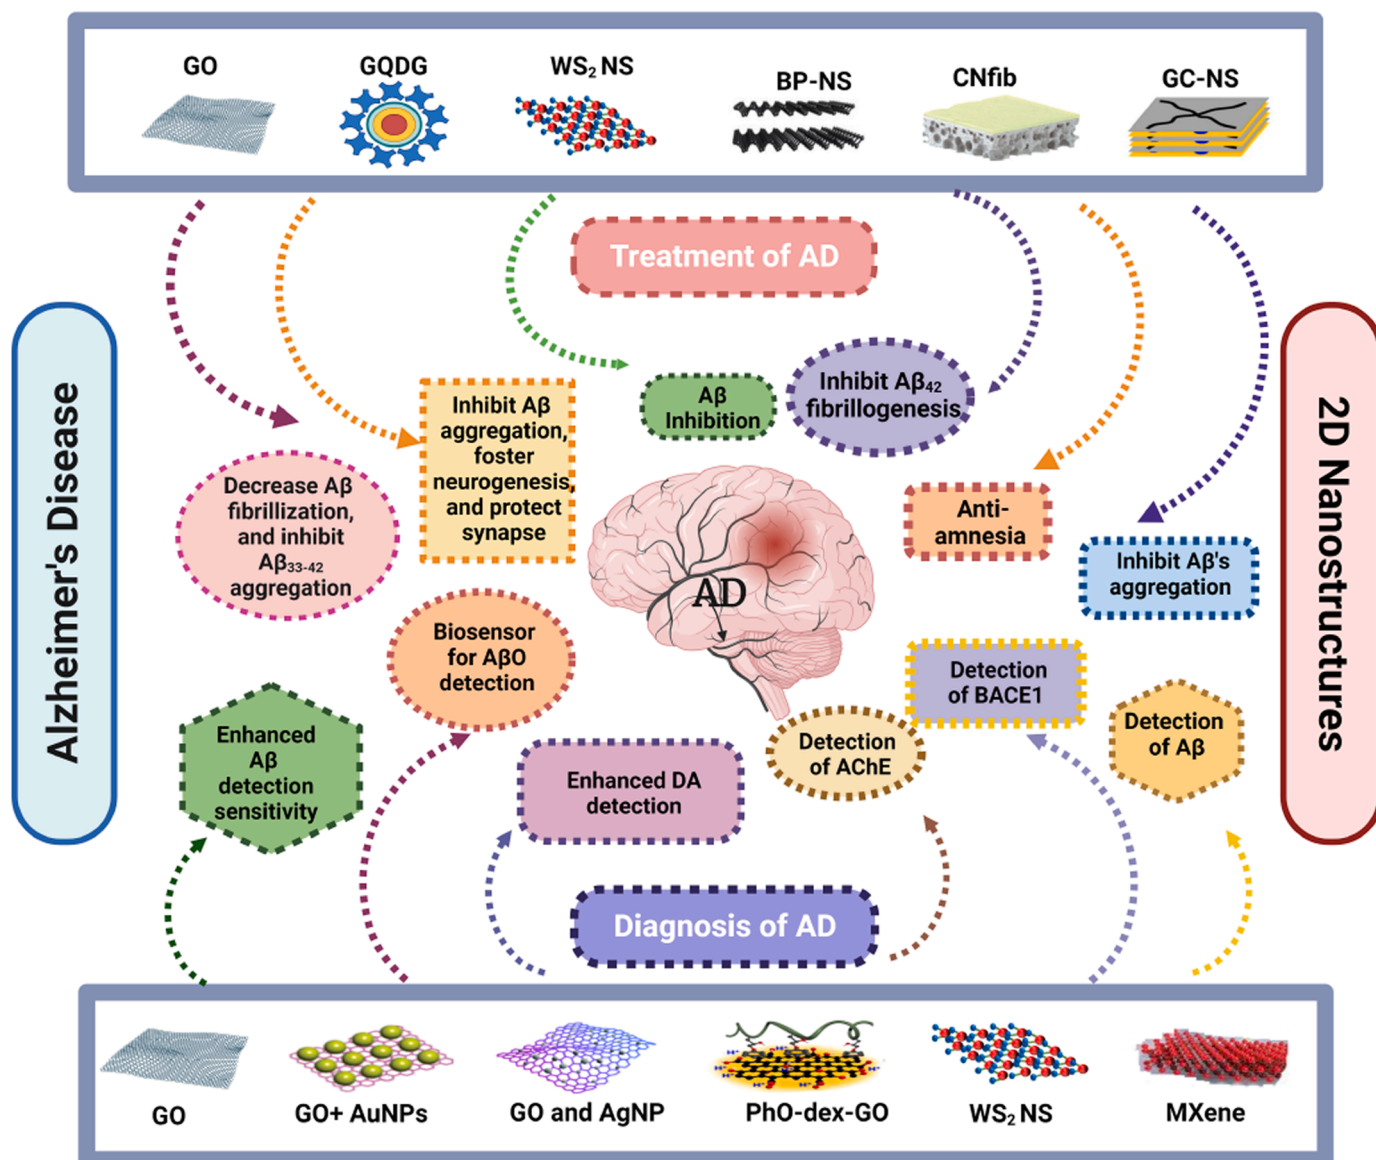 GO
GQDG
WS₂ NS
BP-NS
CNfib
GC-NS
Treatment of AD
Alzheimer's Disease
2D Nanostructures
Decrease Aβ
fibrillization,
and inhibit
Aβ₃₃₋₄₂
aggregation
Inhibit Aβ
aggregation,
foster
neurogenesis,
and protect
synapse
Aβ
Inhibition
Inhibit Aβ₄₂
fibrillogenesis
Anti-
amnesia
Inhibit Aβ's
aggregation
AD
Enhanced
Aβ
detection
sensitivity
Biosensor
for AβO
detection
Enhanced DA
detection
Detection
of AChE
Detection
of BACE1
Detection
of Aβ
Diagnosis of AD
GO
GO+ AuNPs
GO and AgNP
PhO-dex-GO
WS₂ NS
MXene